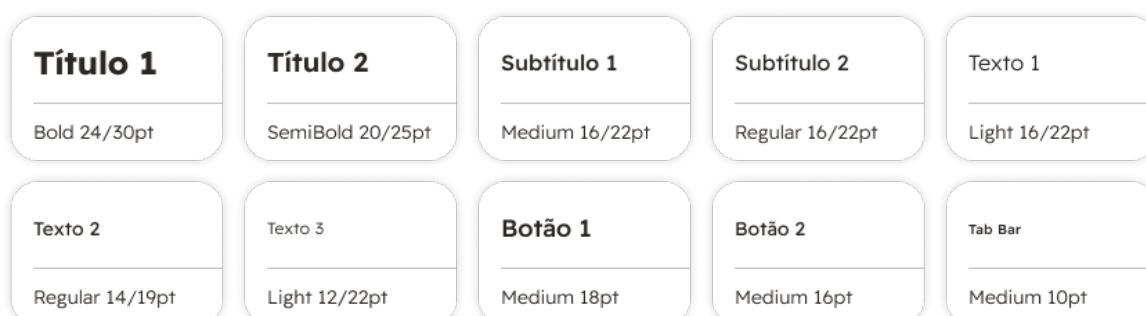 Título 1
Bold 24/30pt
Título 2
SemiBold 20/25pt
Subtítulo 1
Medium 16/22pt
Subtítulo 2
Regular 16/22pt
Texto 1
Light 16/22pt
Texto 2
Regular 14/19pt
Texto 3
Light 12/22pt
Botão 1
Medium 18pt
Botão 2
Medium 16pt
Tab Bar
Medium 10pt